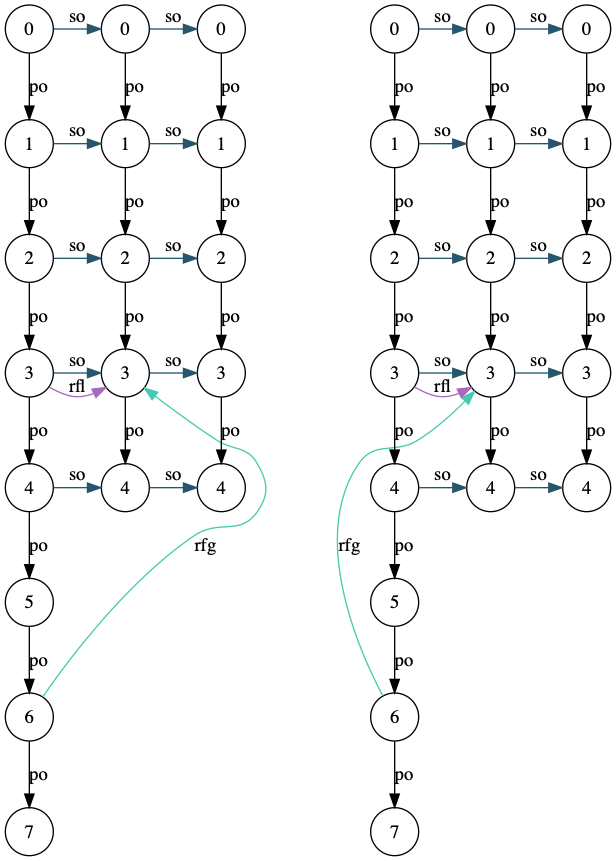 so so so so
0 0 0 0 0 0
po po po po po po
so so so so
1 1 1 1 1 1
po po po po po po
so so so so
2 2 2 2 2 2
po po po po po po
so so so so
3 3 3 3 3 3
rfl rfl
po po po po po po
so so so so
4 4 4 4 4 4
po rfg rfg po
5 5
po po
6 6
po po
7 7